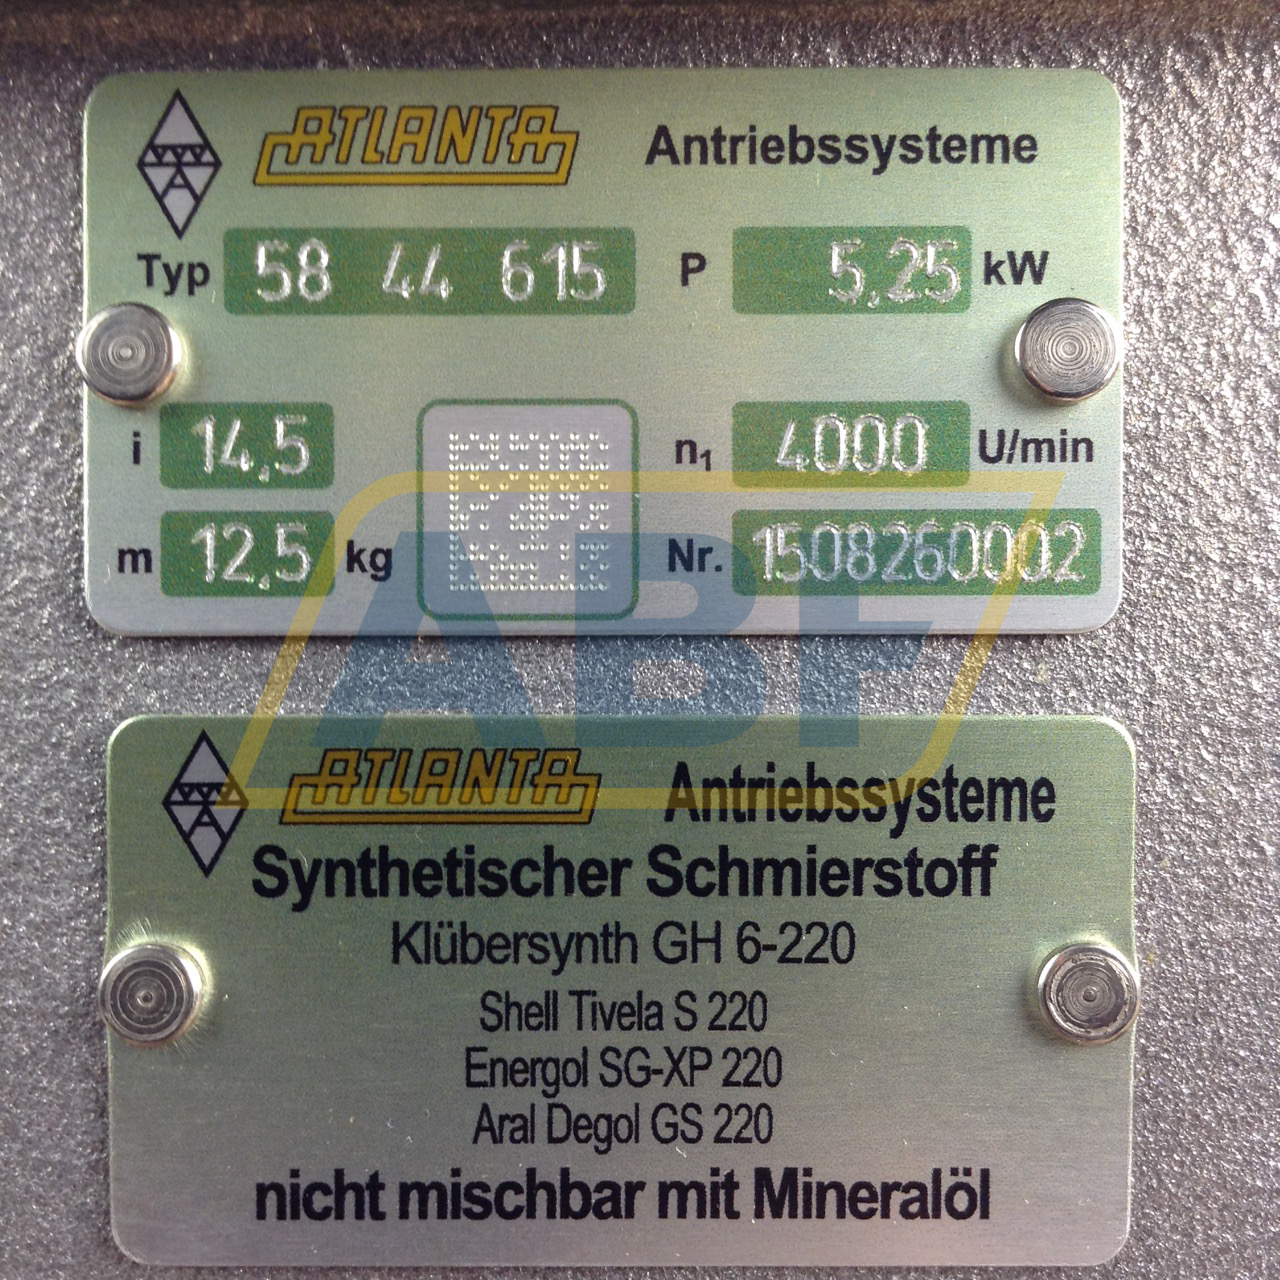 ATLANTA Antriebssysteme
Typ 58 44 615 P 5,25 kW
i 14,5 n1 4000 U/min
m 12,5 kg Nr. 1508260002
ABF
ATLANTA Antriebssysteme
Synthetischer Schmierstoff
Klübersynth GH 6-220
Shell Tivela S 220
Energol SG-XP 220
Aral Degol GS 220
nicht mischbar mit Mineralöl